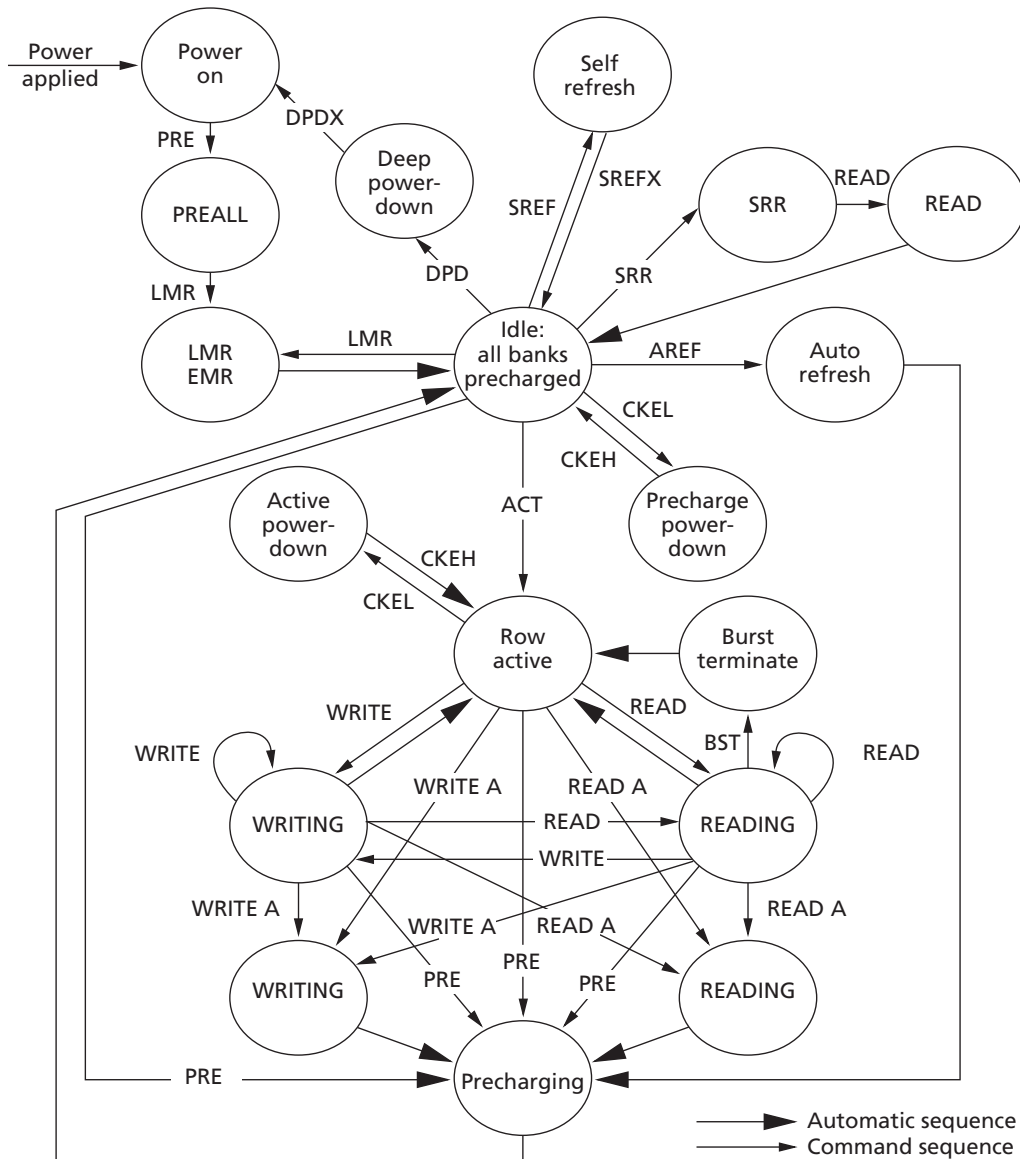 Power
applied
Power
on
Self
refresh
DPDX
PRE
Deep
power-
down
SREFX
READ
SRR
READ
PREALL
SREF
DPD
SRR
LMR
LMR
EMR
LMR
Idle:
all banks
precharged
AREF
Auto
refresh
CKEL
CKEH
Active
power-
down
ACT
Precharge
power-
down
CKEH
CKEL
Row
active
Burst
terminate
WRITE
READ
WRITE
BST
READ
WRITE A
READ A
WRITING
READ
READING
WRITE
WRITE A
WRITE A
READ A
READ A
WRITING
PRE
PRE
PRE
READING
PRE
Precharging
Automatic sequence
Command sequence